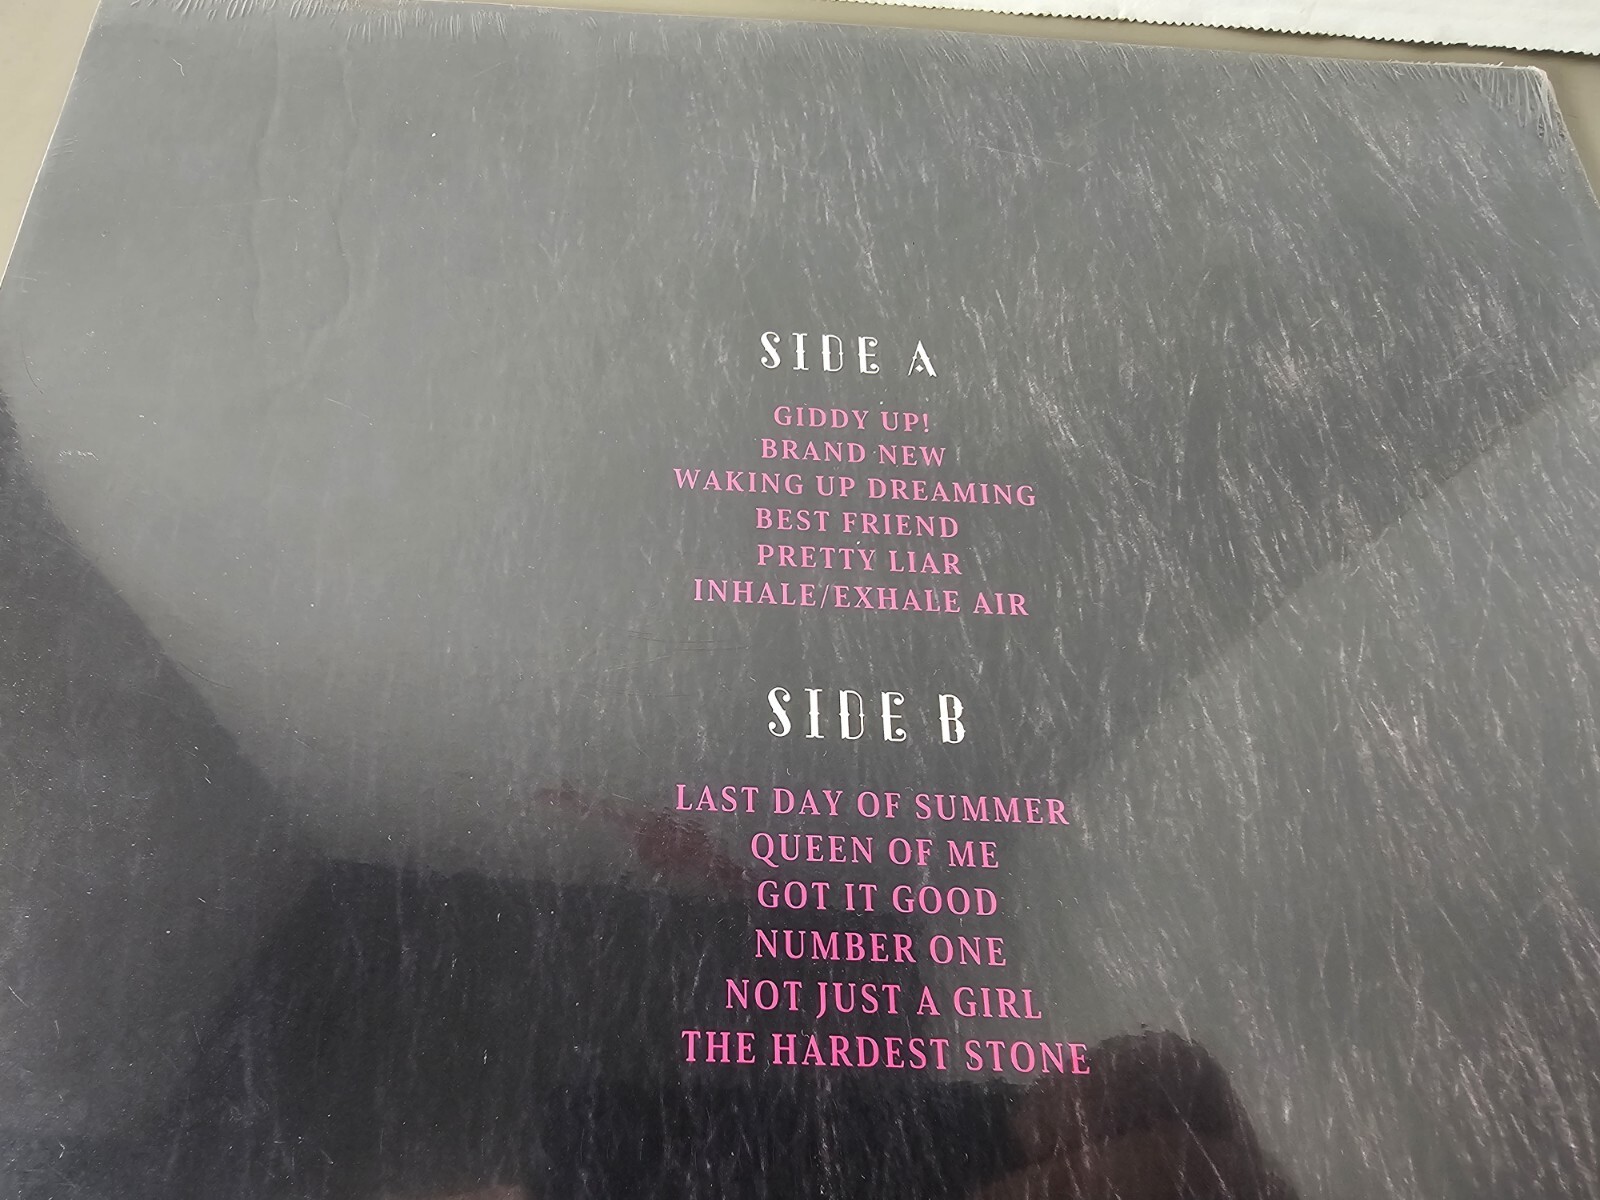 SIDE A
GIDDY UP!
BRAND NEW
WAKING UP DREAMING
BEST FRIEND
PRETTY LIAR
INHALE/EXHALE AIR
SIDE B
LAST DAY OF SUMMER
QUEEN OF ME
GOT IT GOOD
NUMBER ONE
NOT JUST A GIRL
THE HARDEST STONE